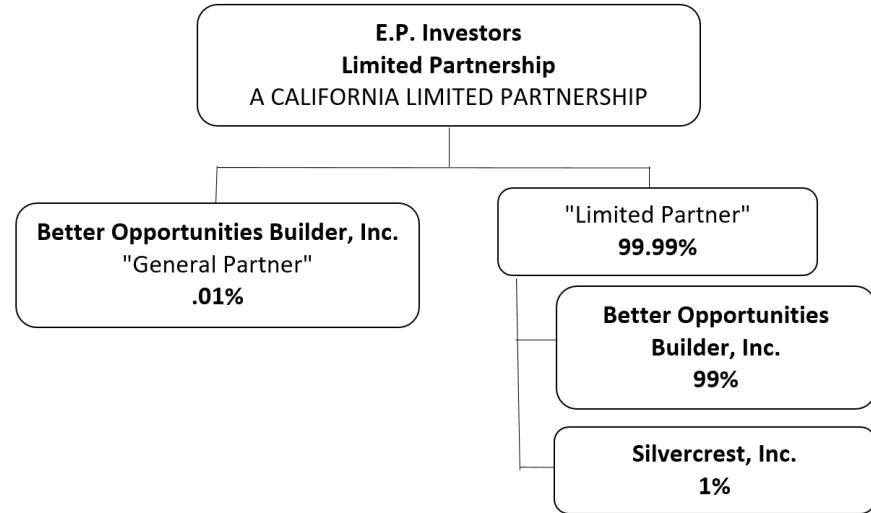 E.P. Investors
Limited Partnership
A CALIFORNIA LIMITED PARTNERSHIP
Better Opportunities Builder, Inc.
"General Partner"
.01%
"Limited Partner"
99.99%
Better Opportunities
Builder, Inc.
99%
Silvercrest, Inc.
1%